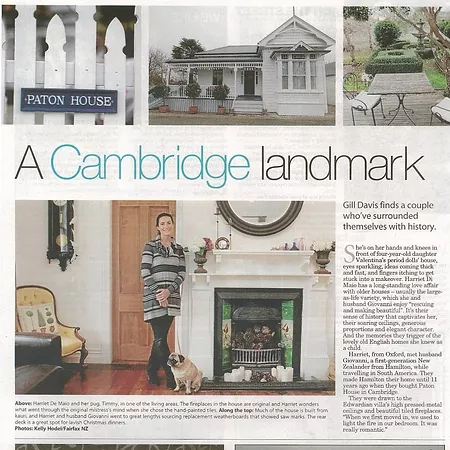 PATON HOUSE
A Cambridge landmark
Gill Davis finds a couple
who've surrounded
themselves with history.
She's on her hands and knees in
front of four-year-old daughter
Valentina's period dolls' house,
eyes sparkling, ideas coming thick
and fast, and fingers itching to get
stuck into a makeover. Harriet Di
Maio has a long-standing love affair
with older houses – usually the large-
as-life variety, which she and
husband Giovanni enjoy "rescuing
and making beautiful". It's their
sense of history that captivates her,
their soaring ceilings, generous
proportions and elegant character.
And the memories they trigger of the
lovely old English homes she knew as
a child.
Harriet, from Oxford, met husband
Giovanni, a first-generation New
Zealander from Hamilton, while
travelling in South America. They
made Hamilton their home until 11
years ago when they bought Paton
House in Cambridge.
They were drawn to the
Edwardian villa's high pressed-metal
ceilings and beautiful tiled fireplaces.
"When we first moved in, we used to
light the fire in our bedroom. It was
really romantic."
Above: Harriet De Maio and her pug, Timmy, in one of the living areas. The fireplaces in the house are original and Harriet wonders
what went through the original mistress's mind when she chose the hand-painted tiles. Along the top: Much of the house is built from
kauri, and Harriet and husband Giovanni went to great lengths sourcing replacement weatherboards that showed saw marks. The rear
deck is a great spot for lavish Christmas dinners.
Photos: Kelly Hodel/Fairfax NZ